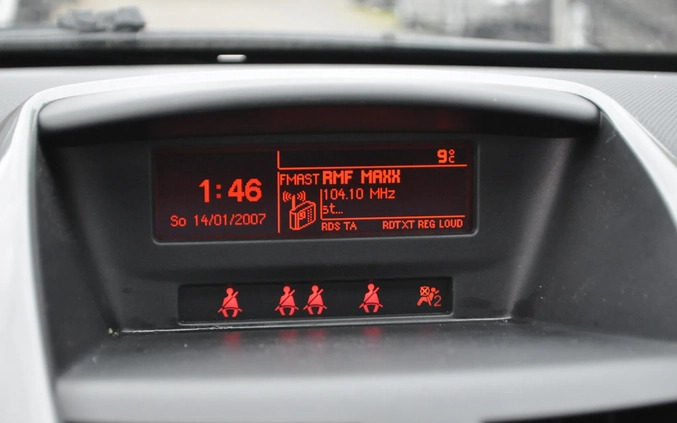 9°C
1:46
So 14/01/2007
FMAST RMF MAXX
104.10 MHz
st...
RDS TA RDTXT REG LOUD
2